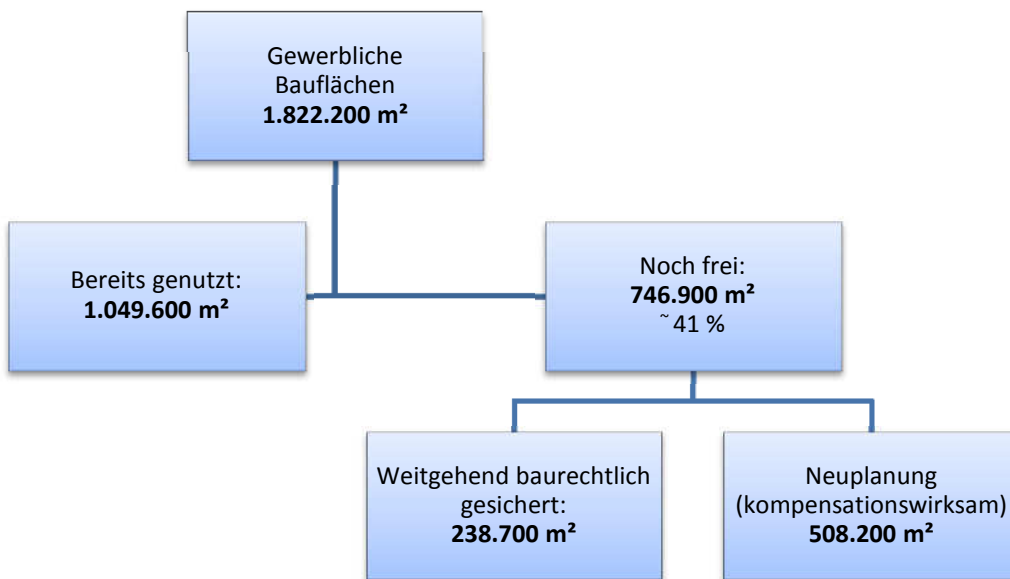 Gewerbliche
Bauflächen
1.822.200 m²
Bereits genutzt:
1.049.600 m²
Noch frei:
746.900 m²
~ 41 %
Weitgehend baurechtlich
gesichert:
238.700 m²
Neuplanung
(kompensationswirksam)
508.200 m²